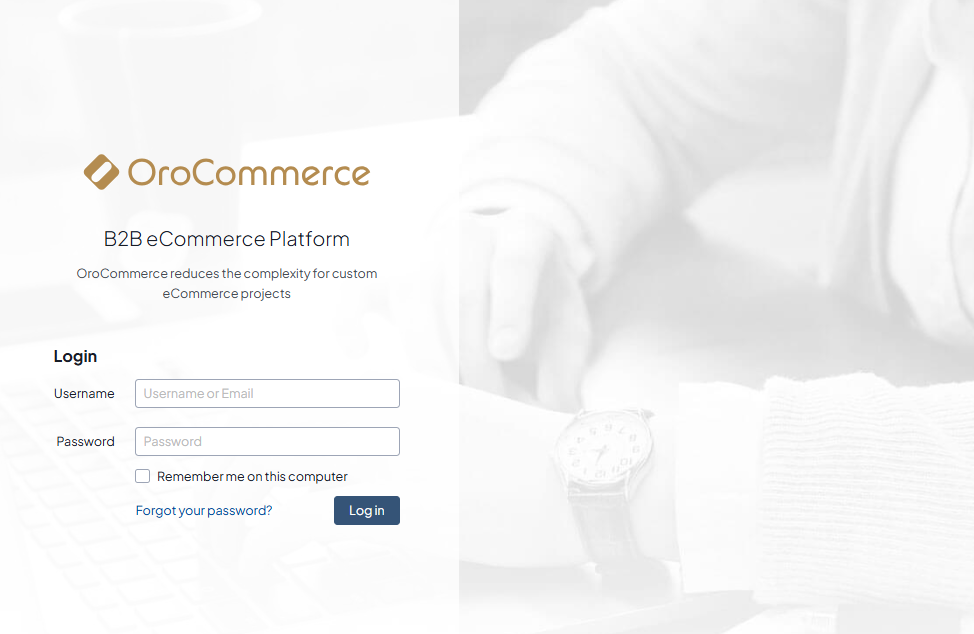 OroCommerce
B2B eCommerce Platform
OroCommerce reduces the complexity for custom
eCommerce projects
Login
Username
Username or Email
Password
Password
Remember me on this computer
Forgot your password?
Log in